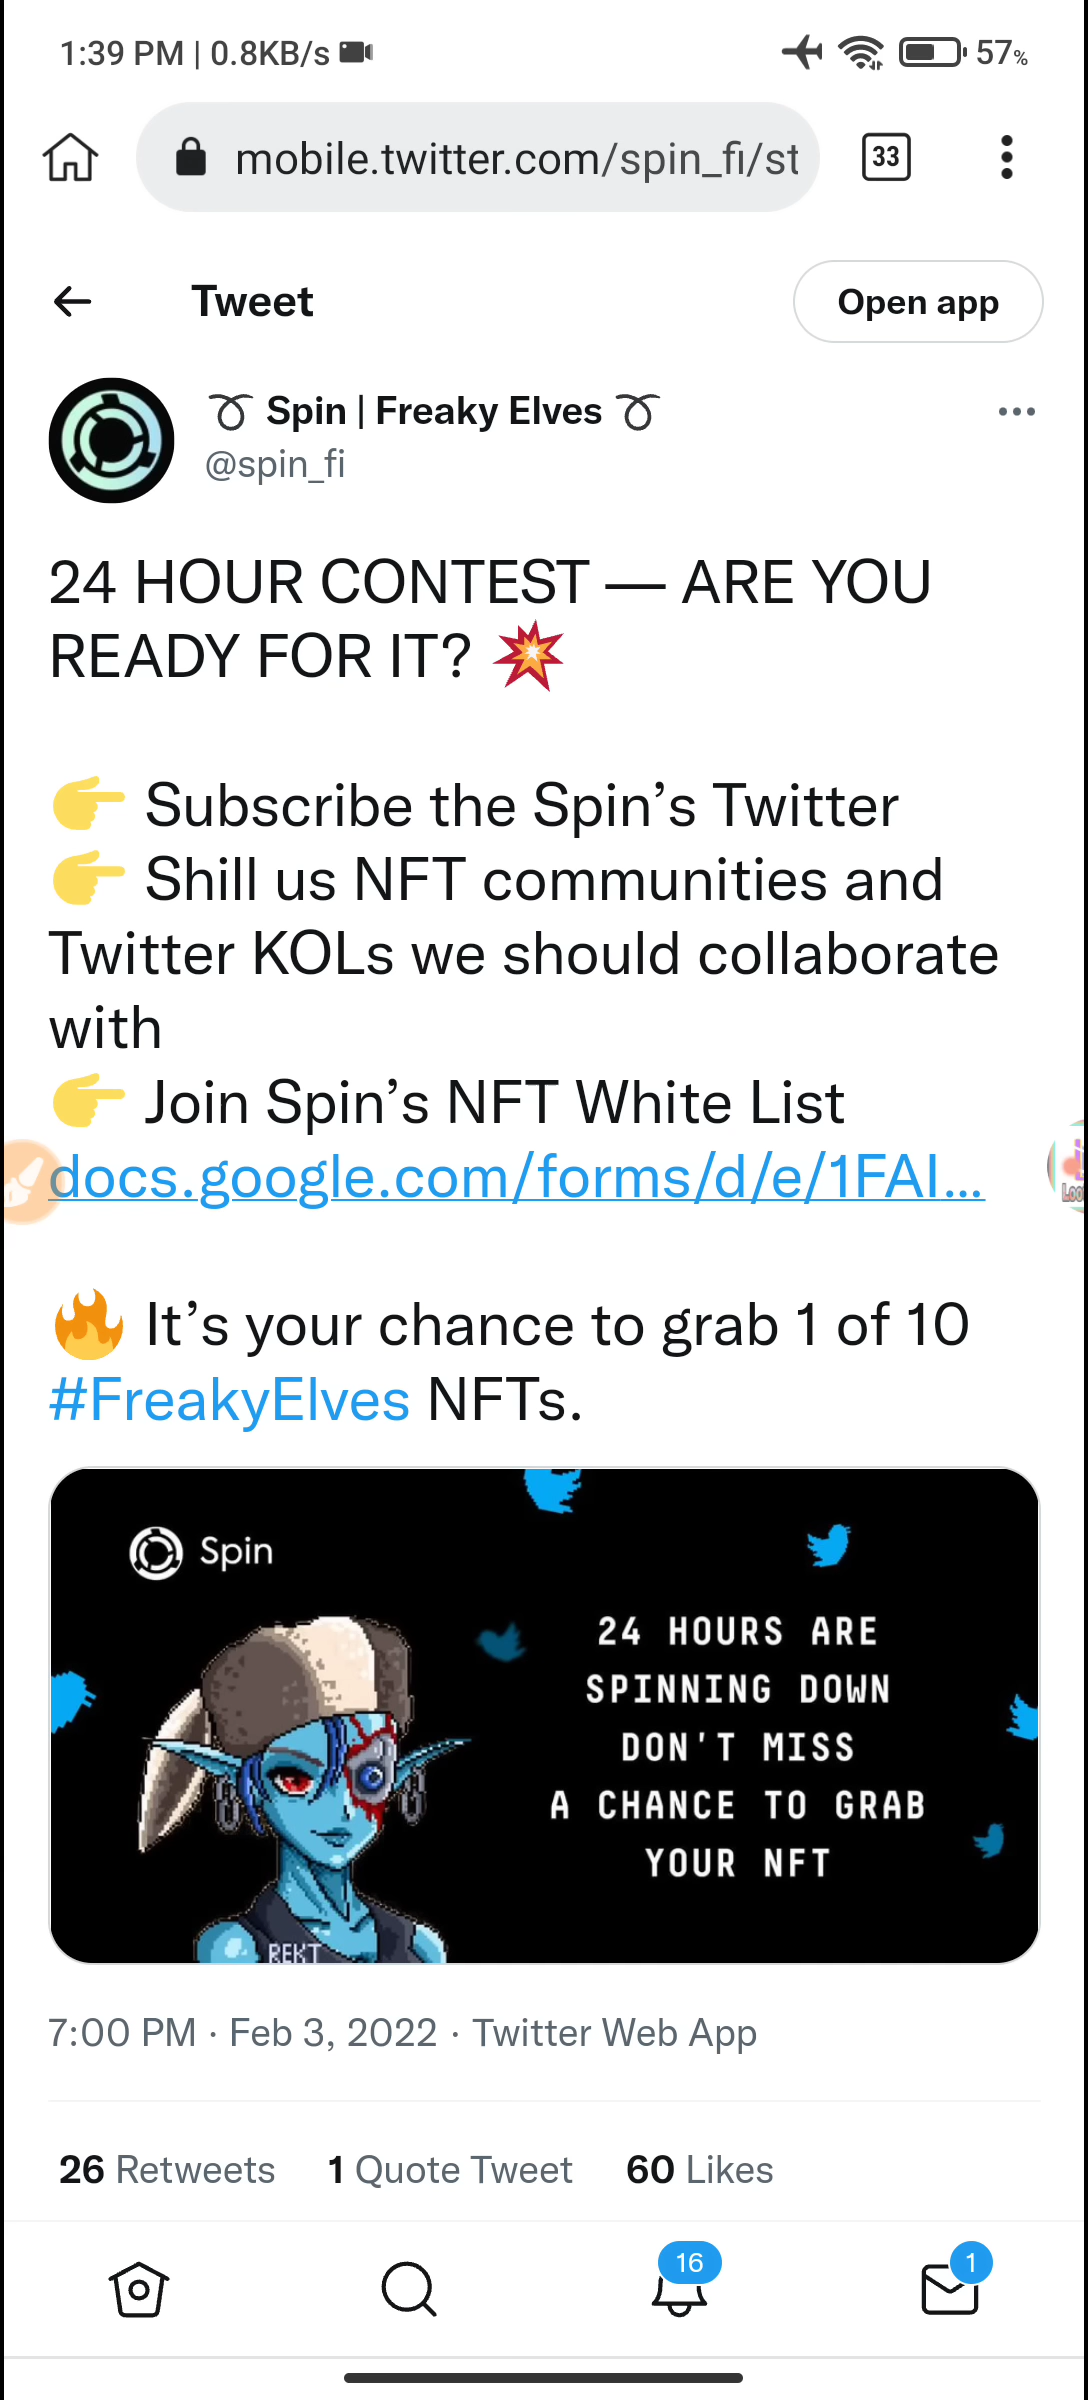 1:39 PM | 0.8KB/s 57%
mobile.twitter.com/spin_fi/st 33
Tweet Open app
➰ Spin | Freaky Elves ➰
@spin_fi
24 HOUR CONTEST — ARE YOU
READY FOR IT? 💥
👉 Subscribe the Spin’s Twitter
👉 Shill us NFT communities and
Twitter KOLs we should collaborate
with
👉 Join Spin’s NFT White List
docs.google.com/forms/d/e/1FAI…
🔥 It’s your chance to grab 1 of 10
#FreakyElves NFTs.
Spin
24 HOURS ARE
SPINNING DOWN
DON'T MISS
A CHANCE TO GRAB
YOUR NFT
REKT
7:00 PM · Feb 3, 2022 · Twitter Web App
26 Retweets 1 Quote Tweet 60 Likes
16 1